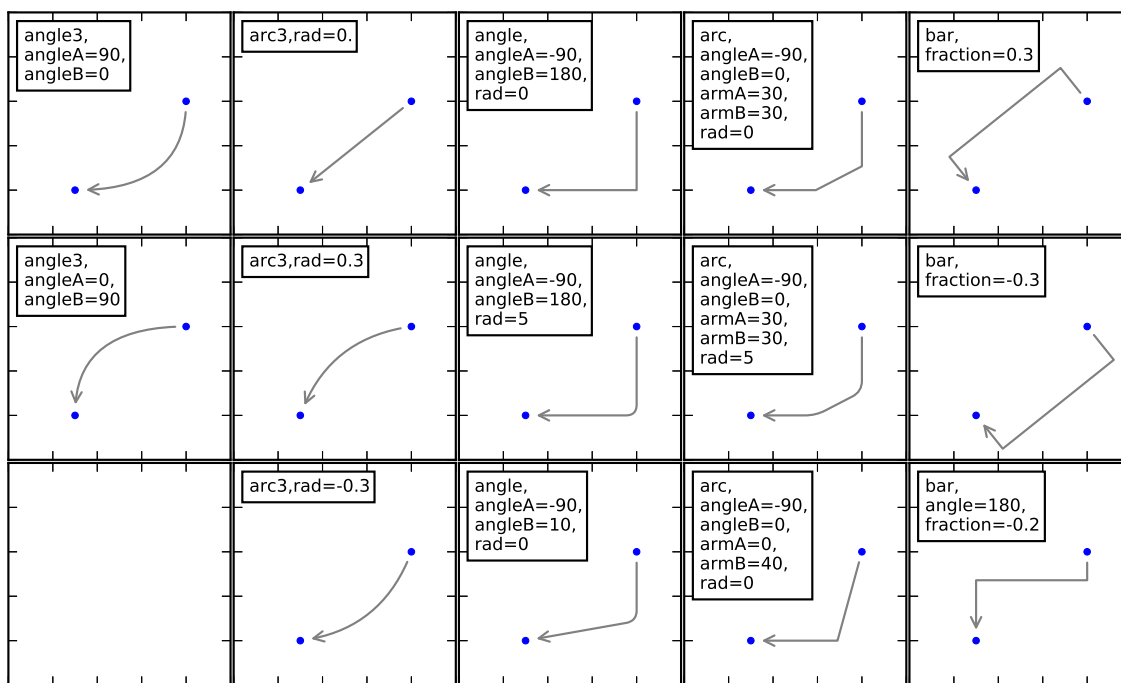 angle3,
angleA=90,
angleB=0
arc3,rad=0.
angle,
angleA=-90,
angleB=180,
rad=0
arc,
angleA=-90,
angleB=0,
armA=30,
armB=30,
rad=0
bar,
fraction=0.3
angle3,
angleA=0,
angleB=90
arc3,rad=0.3
angle,
angleA=-90,
angleB=180,
rad=5
arc,
angleA=-90,
angleB=0,
armA=30,
armB=30,
rad=5
bar,
fraction=-0.3
arc3,rad=-0.3
angle,
angleA=-90,
angleB=10,
rad=0
arc,
angleA=-90,
angleB=0,
armA=0,
armB=40,
rad=0
bar,
angle=180,
fraction=-0.2